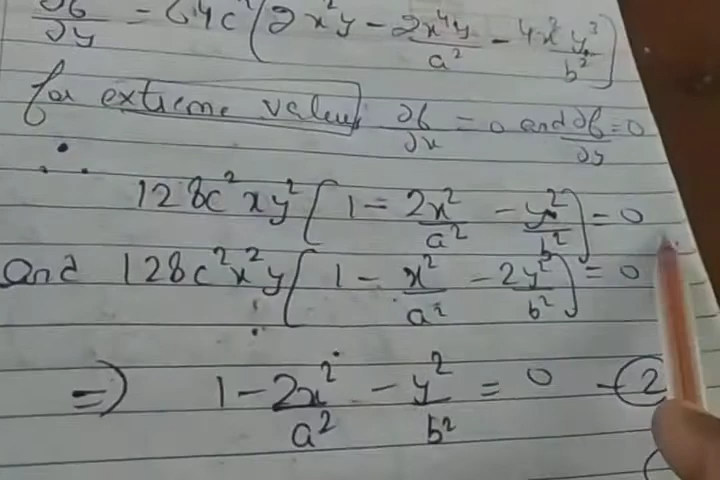 ∂f/∂y = 64c²(2x²y − 2x⁴y/a² − 4x²y³/b²)
for extreme values ∂f/∂x = 0 and ∂f/∂y = 0
∴ 128c²xy²(1 − 2x²/a² − y²/b²) = 0
and 128c²x²y(1 − x²/a² − 2y²/b²) = 0
⇒ 1 − 2x²/a² − y²/b² = 0 − 2